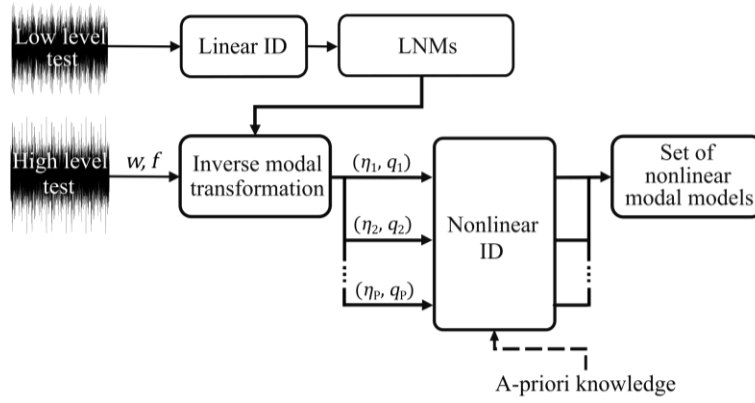 Low level
test
Linear ID
LNMs
High level
test
w, f
Inverse modal
transformation
(η₁, q₁)
(η₂, q₂)
(ηₚ, qₚ)
Nonlinear
ID
Set of
nonlinear
modal models
A-priori knowledge